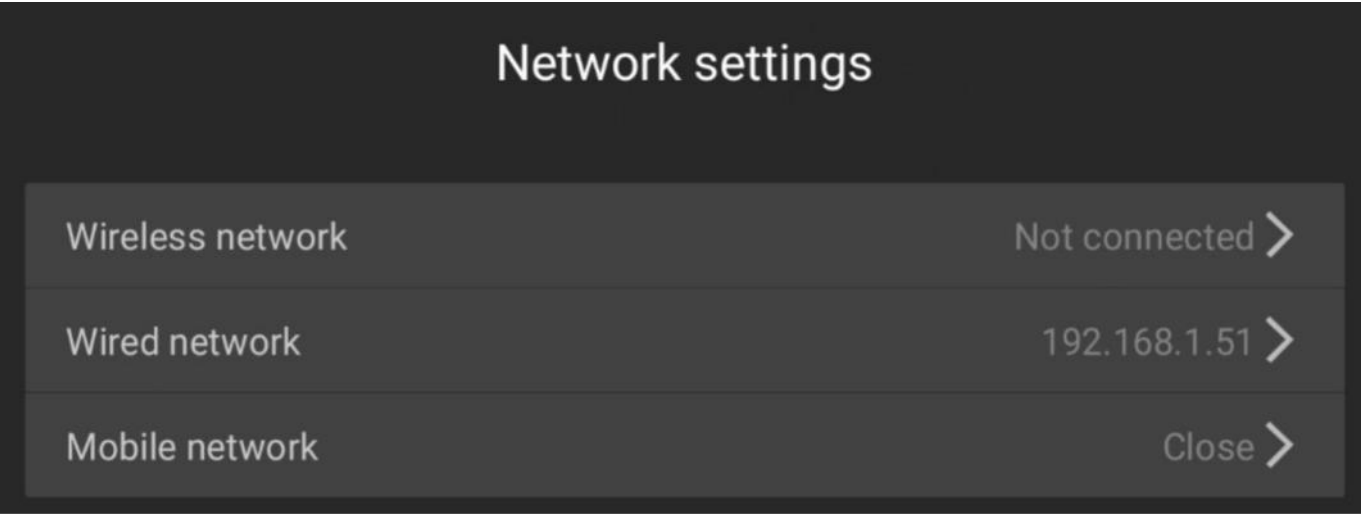 Network settings
Wireless network Not connected
Wired network 192.168.1.51
Mobile network Close